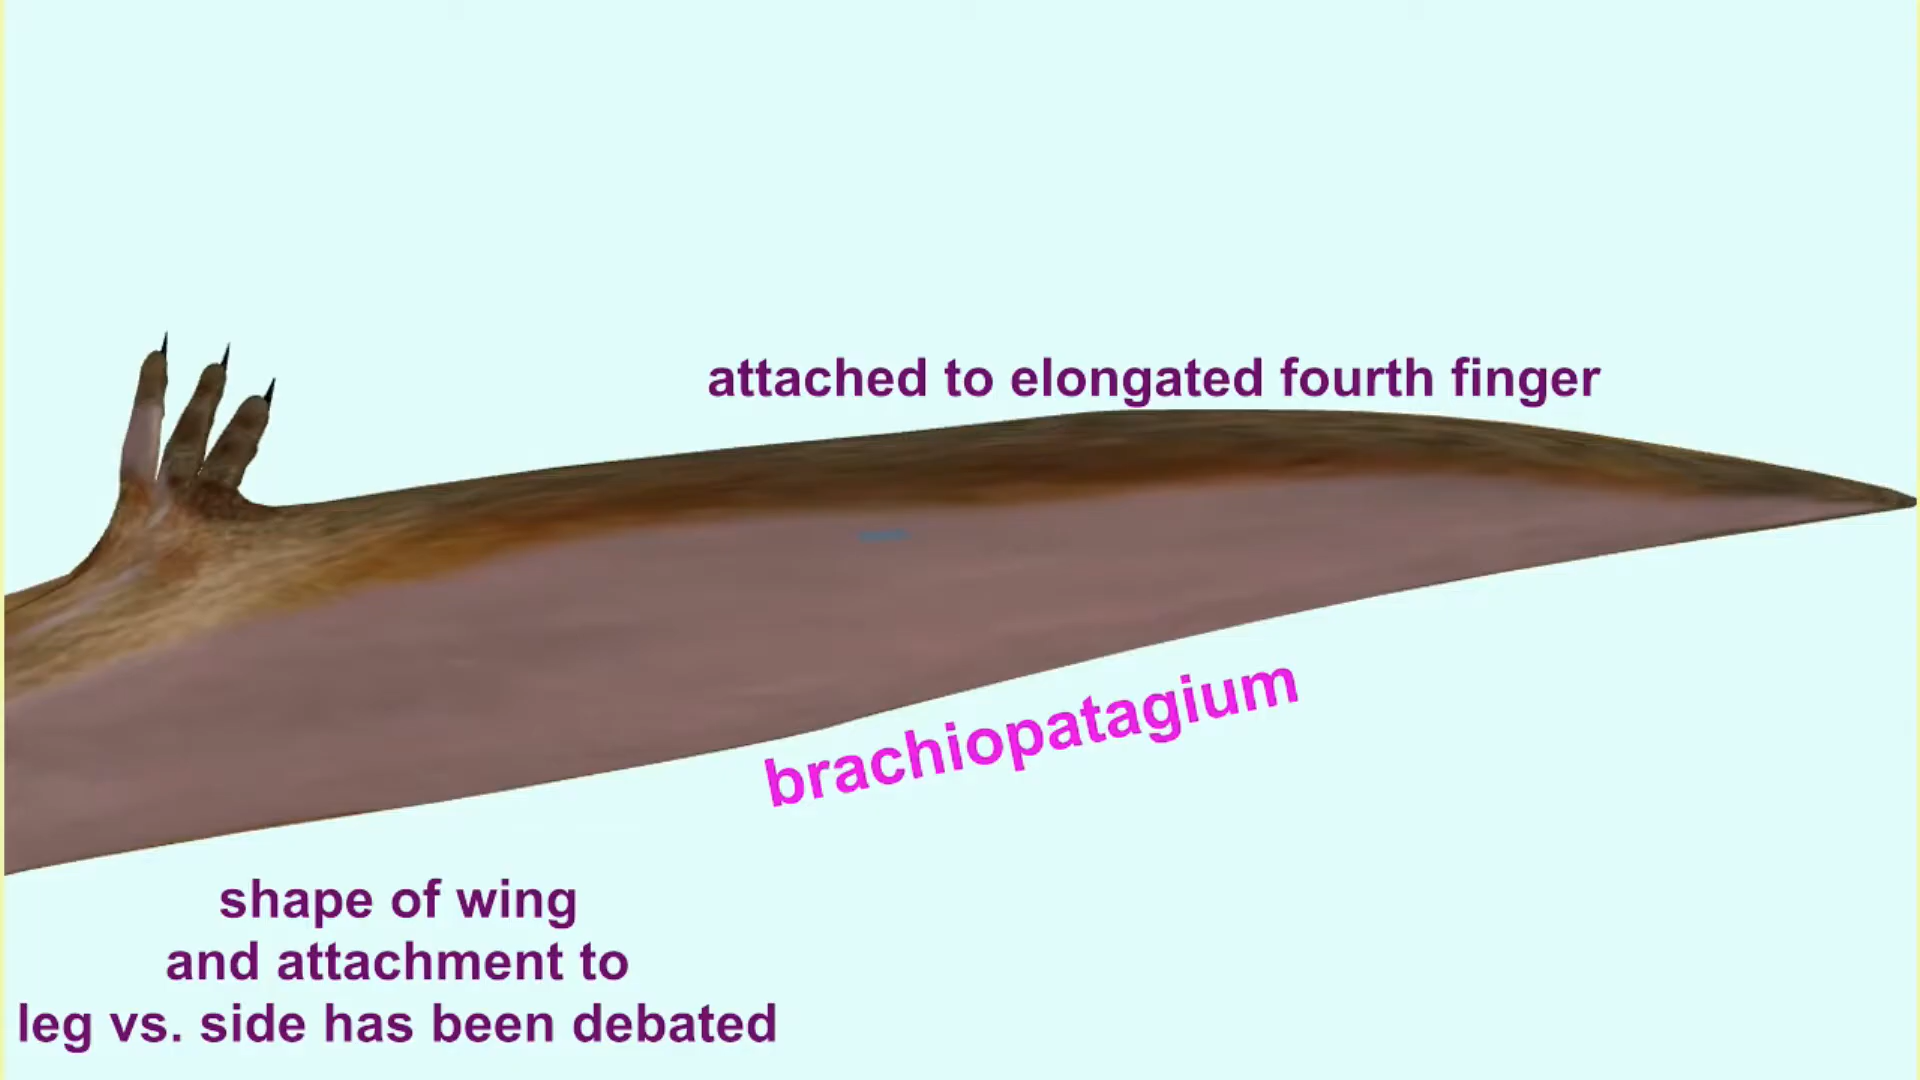 attached to elongated fourth finger
brachiopatagium
shape of wing
and attachment to
leg vs. side has been debated